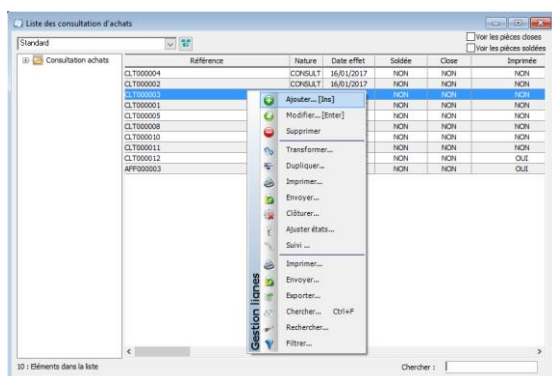 Liste des consultation d'achats
Voir les pièces closes
Standard
Voir les pièces soldées
Consultation achats
Référence Nature Date effet Soldée Close Imprimée
CLT000004 CONSULT 16/01/2017 NON NON NON
CLT000002 CONSULT 16/01/2017 NON NON NON
CLT000003 NON NON NON
CLT000001 NON NON NON
CLT000005 NON NON NON
CLT000008 NON NON NON
CLT000010 NON NON NON
CLT000011 NON NON NON
CLT000012 NON NON OUI
AFF000003 NON NON OUI
Gestion lignes
Ajouter... [Ins]
Modifier... [Enter]
Supprimer
Transformer...
Dupliquer...
Imprimer...
Envoyer...
Clôturer...
Ajuster états...
Suivi ...
Imprimer...
Envoyer...
Exporter...
Chercher... Ctrl+F
Rechercher...
Filtrer...
10 : Eléments dans la liste
Chercher :